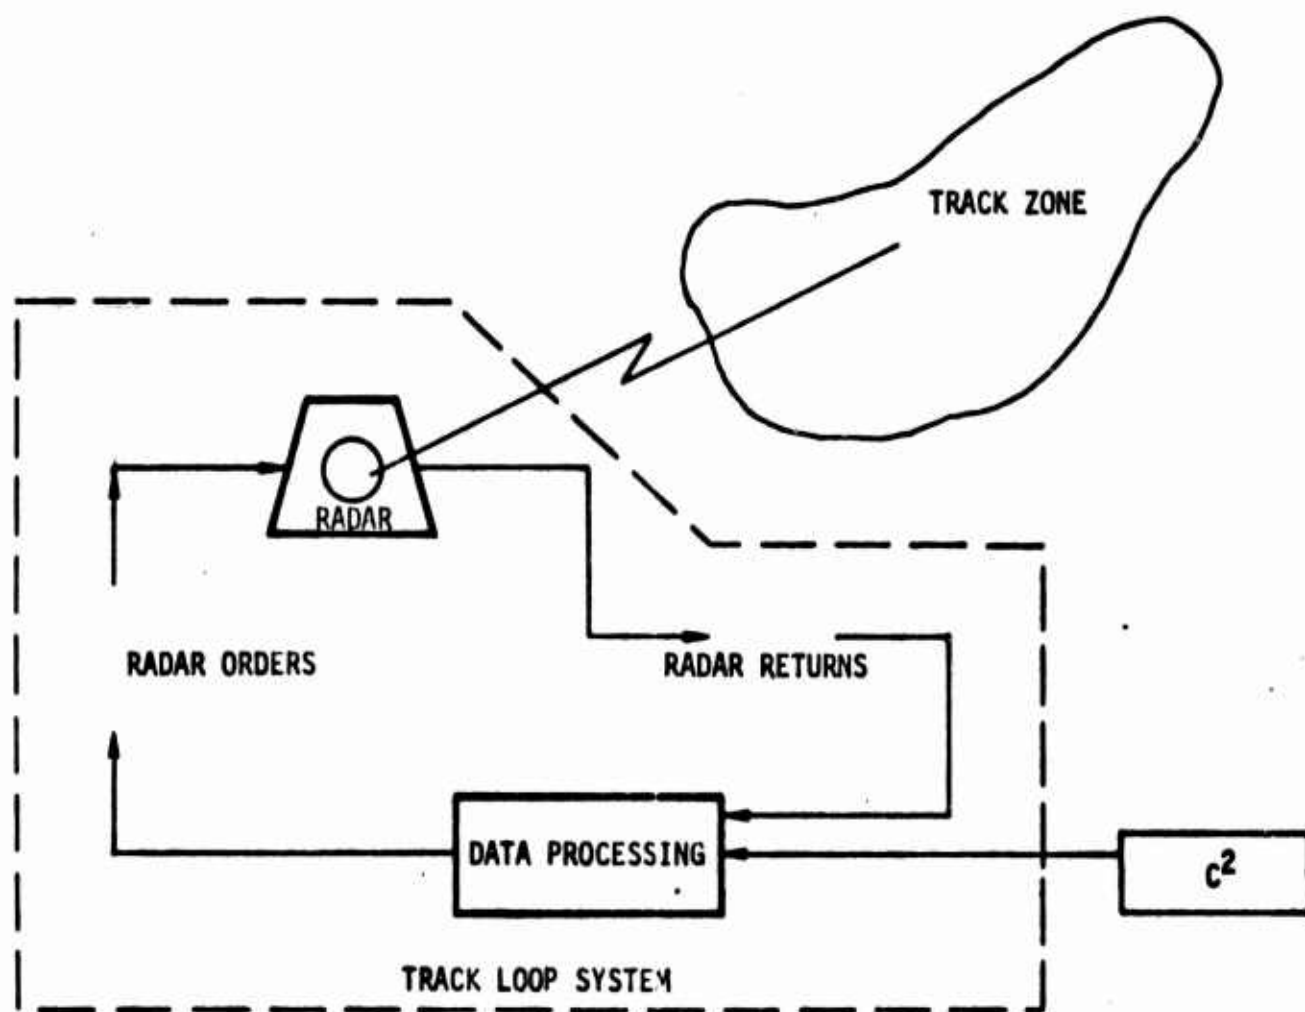 TRACK ZONE
RADAR
RADAR ORDERS
RADAR RETURNS
DATA PROCESSING
C²
TRACK LOOP SYSTEM